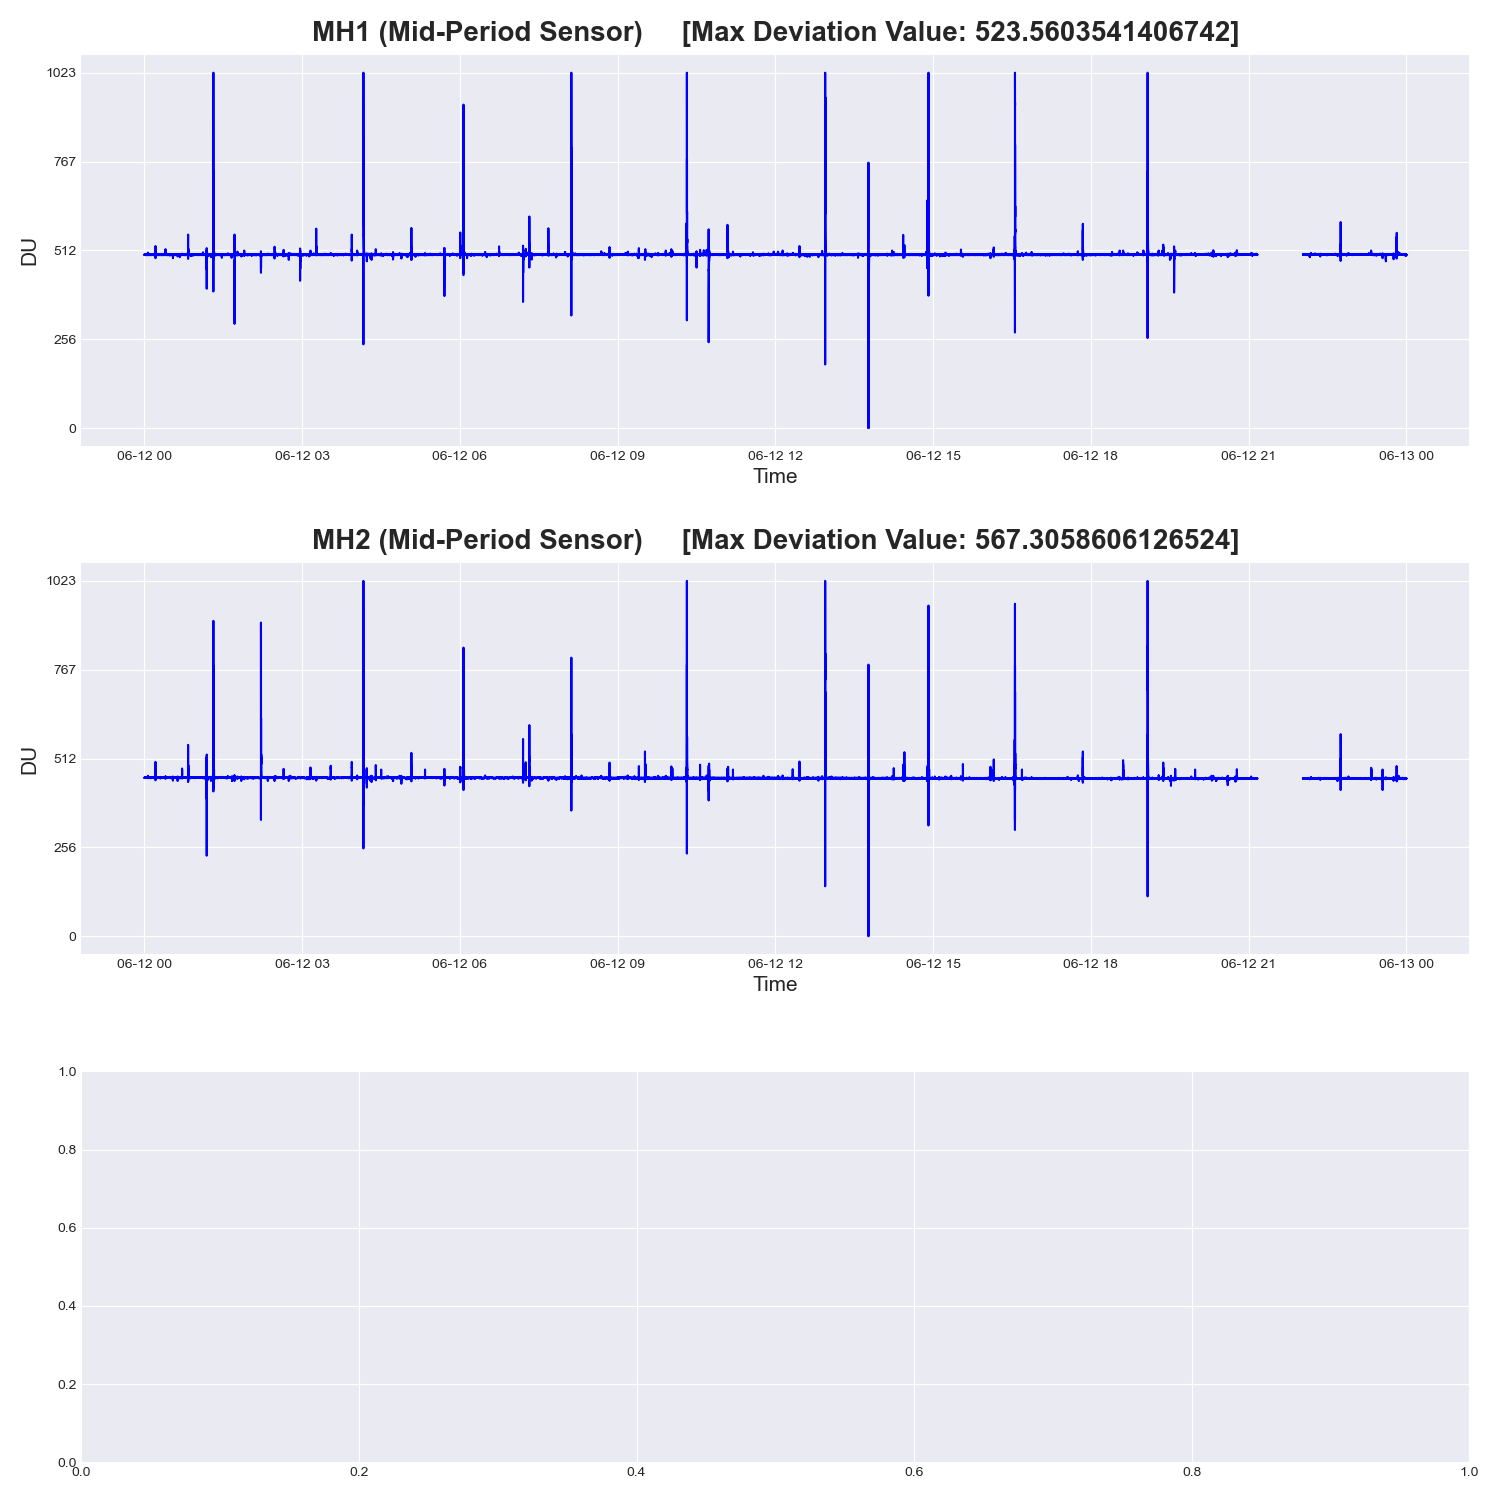 MH1 (Mid-Period Sensor) [Max Deviation Value: 523.5603541406742]
1023
767
512
256
0
DU
06-12 00 06-12 03 06-12 06 06-12 09 06-12 12 06-12 15 06-12 18 06-12 21 06-13 00
Time
MH2 (Mid-Period Sensor) [Max Deviation Value: 567.3058606126524]
1023
767
512
256
0
DU
06-12 00 06-12 03 06-12 06 06-12 09 06-12 12 06-12 15 06-12 18 06-12 21 06-13 00
Time
1.0
0.8
0.6
0.4
0.2
0.0
0.0 0.2 0.4 0.6 0.8 1.0